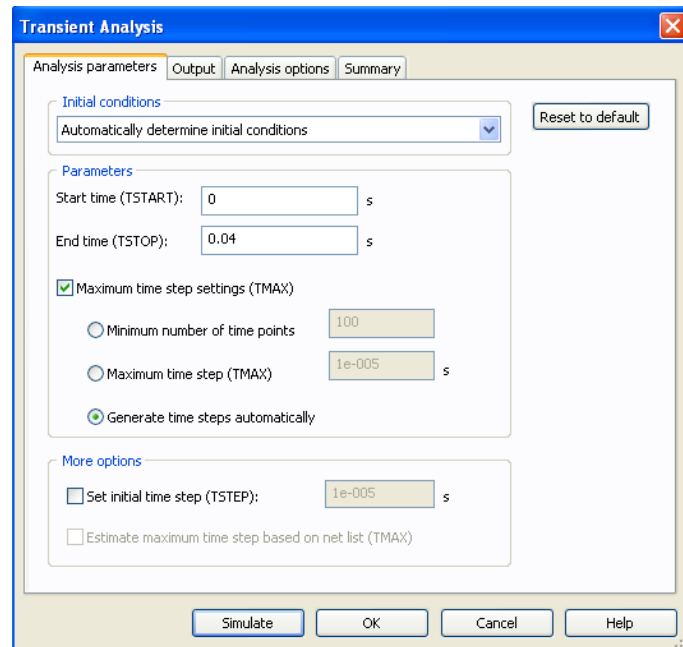 Transient Analysis
Analysis parameters Output Analysis options Summary
Initial conditions
Automatically determine initial conditions
Reset to default
Parameters
Start time (TSTART): 0 s
End time (TSTOP): 0.04 s
Maximum time step settings (TMAX)
Minimum number of time points 100
Maximum time step (TMAX) 1e-005 s
Generate time steps automatically
More options
Set initial time step (TSTEP): 1e-005 s
Estimate maximum time step based on net list (TMAX)
Simulate OK Cancel Help